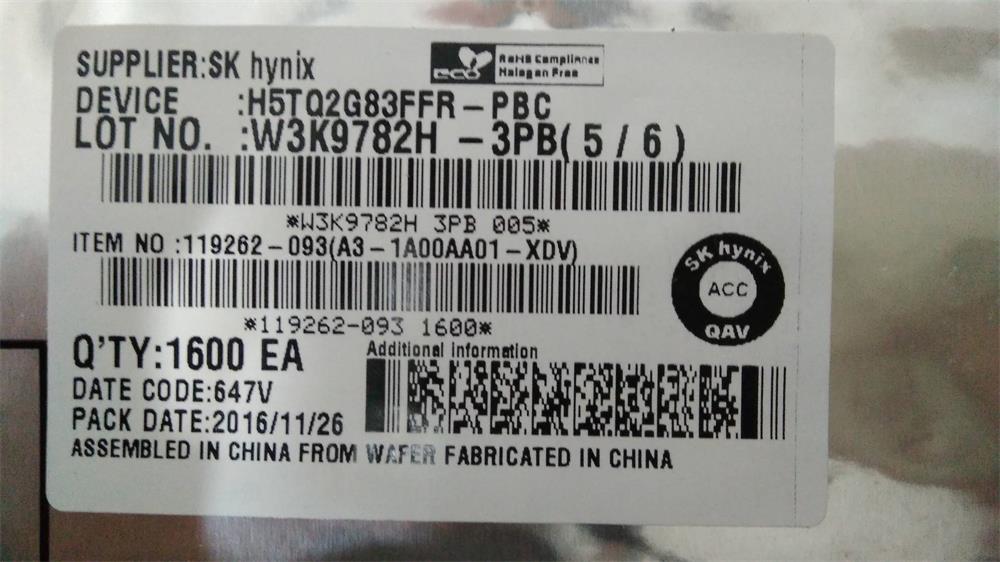 SUPPLIER:SK hynix
eco RoHS Compliance
Halogen Free
DEVICE :H5TQ2G83FFR-PBC
LOT NO. :W3K9782H -3PB(5/6)
*W3K9782H 3PB 005*
ITEM NO :119262-093(A3-1A00AA01-XDV)
*119262-093 1600*
SK hynix
ACC
QAV
Q'TY:1600 EA
Additional information
DATE CODE:647V
PACK DATE:2016/11/26
ASSEMBLED IN CHINA FROM WAFER FABRICATED IN CHINA